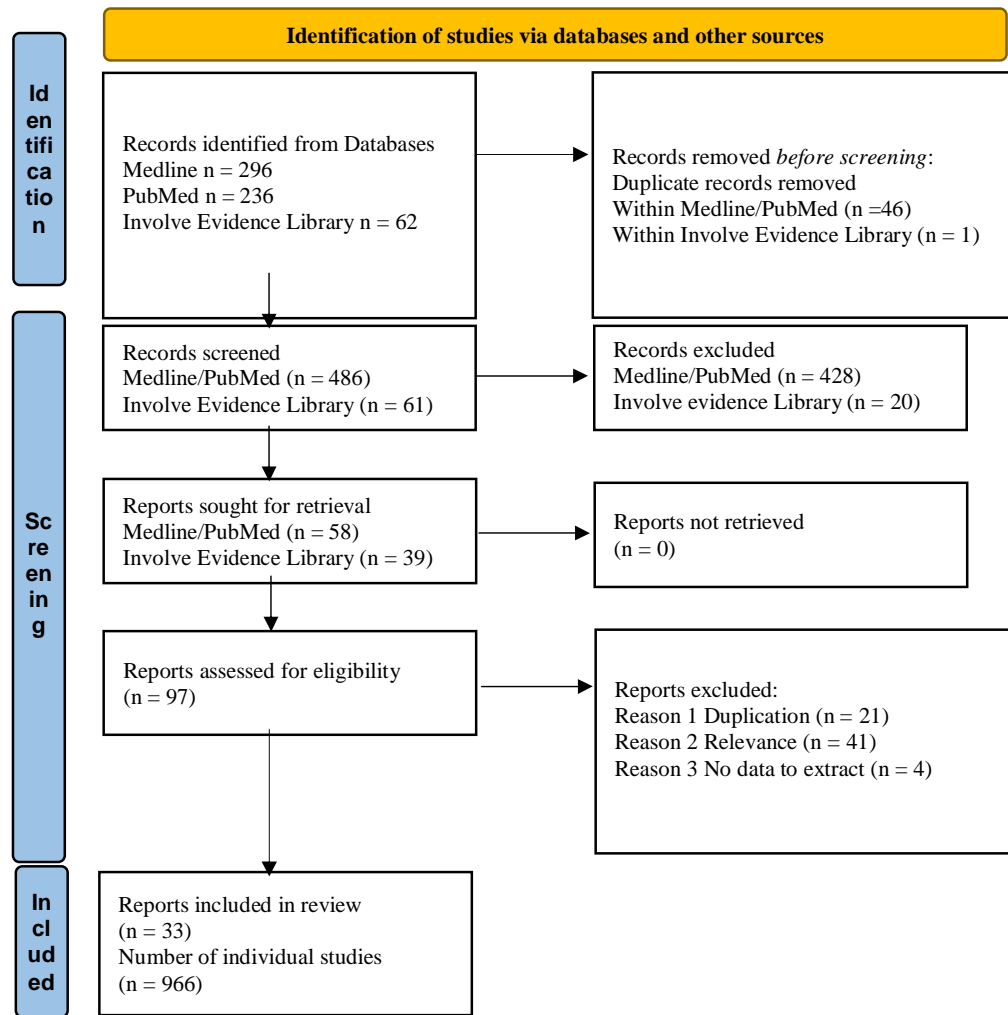 Identification of studies via databases and other sources
Id
en
tifi
ca
tio
n
Records identified from Databases
Medline n = 296
PubMed n = 236
Involve Evidence Library n = 62
Records removed before screening:
Duplicate records removed
Within Medline/PubMed (n =46)
Within Involve Evidence Library (n = 1)
Sc
re
en
in
g
Records screened
Medline/PubMed (n = 486)
Involve Evidence Library (n = 61)
Records excluded
Medline/PubMed (n = 428)
Involve evidence Library (n = 20)
Reports sought for retrieval
Medline/PubMed (n = 58)
Involve Evidence Library (n = 39)
Reports not retrieved
(n = 0)
Reports assessed for eligibility
(n = 97)
Reports excluded:
Reason 1 Duplication (n = 21)
Reason 2 Relevance (n = 41)
Reason 3 No data to extract (n = 4)
In
cl
ud
ed
Reports included in review
(n = 33)
Number of individual studies
(n = 966)